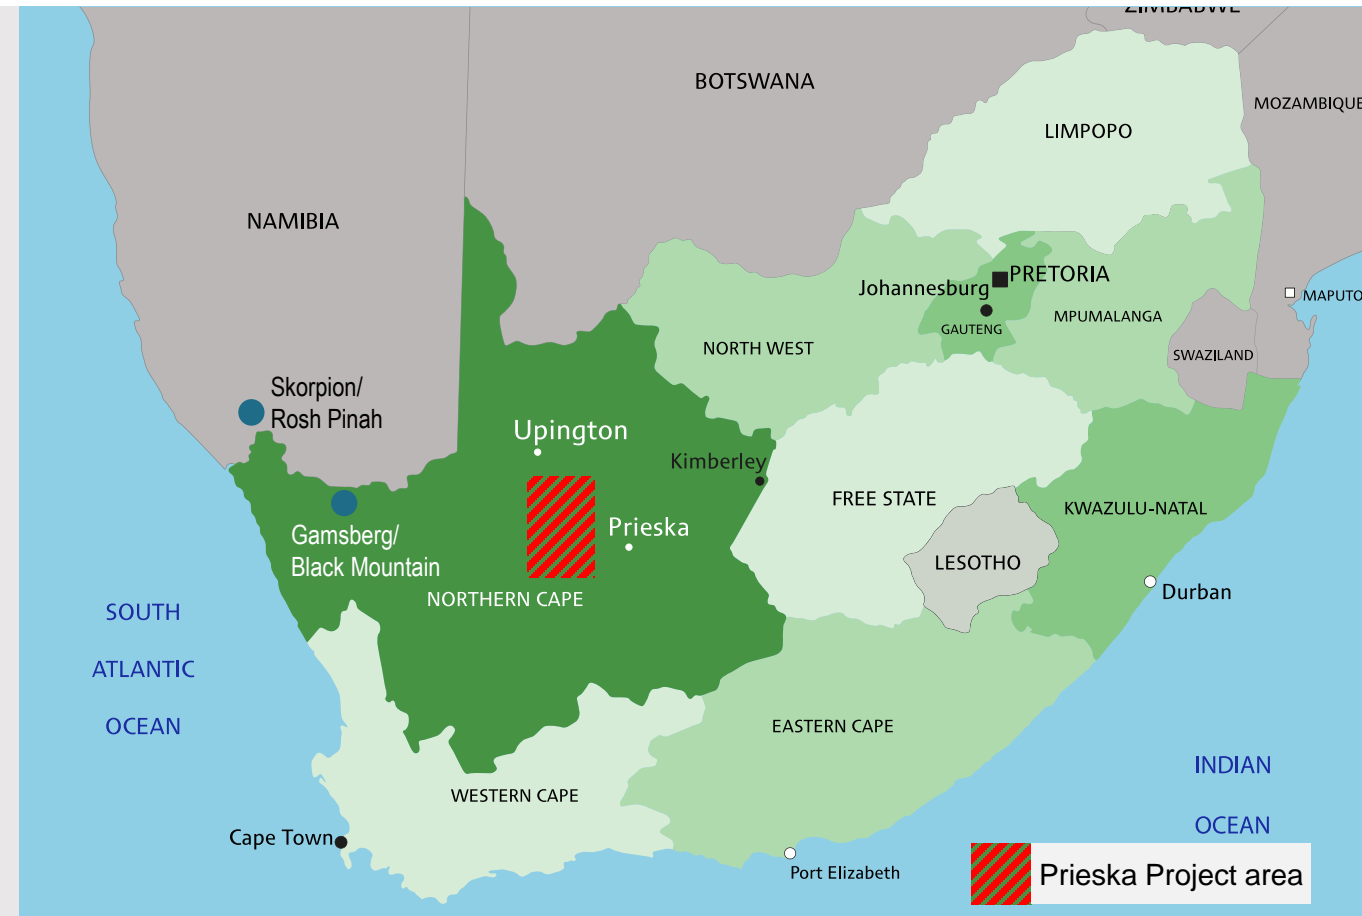 ZIMBABWE
BOTSWANA
MOZAMBIQUE
LIMPOPO
NAMIBIA
PRETORIA
Johannesburg
MAPUTO
GAUTENG
MPUMALANGA
NORTH WEST
SWAZILAND
Skorpion/
Rosh Pinah
Upington
Kimberley
FREE STATE
KWAZULU-NATAL
Prieska
Gamsberg/
Black Mountain
LESOTHO
Durban
NORTHERN CAPE
SOUTH
ATLANTIC
OCEAN
EASTERN CAPE
INDIAN
OCEAN
WESTERN CAPE
Cape Town
Port Elizabeth
Prieska Project area